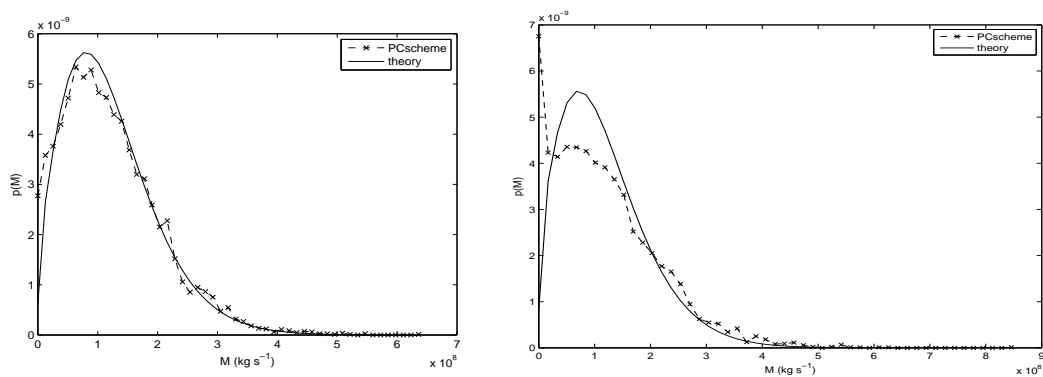 x 10⁻⁹
6
5
4
3
2
1
0
p(M)
0 1 2 3 4 5 6 7
M (kg s⁻¹)
x 10⁸
PCscheme
theory
x 10⁻⁹
7
6
5
4
3
2
1
0
p(M)
0 1 2 3 4 5 6 7 8 9
M (kg s⁻¹)
x 10⁸
PCscheme
theory